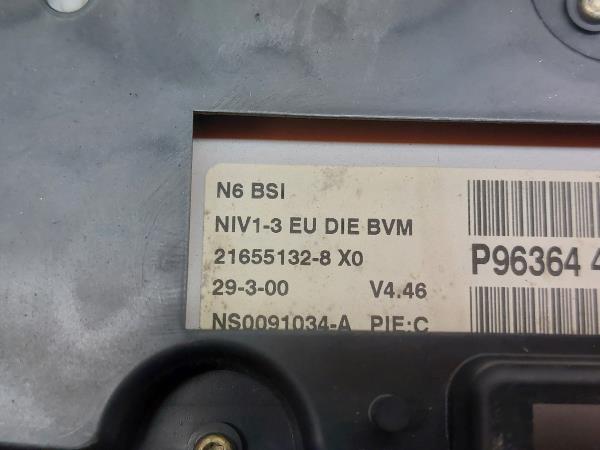 N6 BSI
NIV1-3 EU DIE BVM
21655132-8 X0
29-3-00 V4.46
NS0091034-A PIE:C
P96364 4